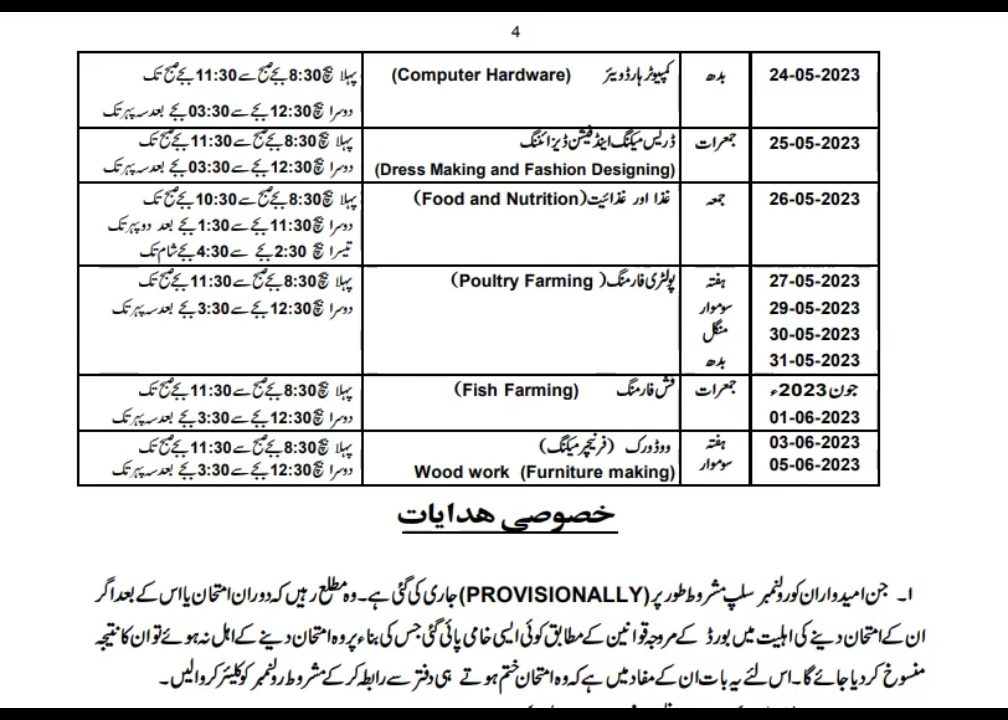 4
24-05-2023 بدھ کمپیوٹر ہارڈویئر (Computer Hardware) پہلا بیچ 8:30 بجے صبح سے 11:30 بجے صبح تک
دوسرا بیچ 12:30 بجے سے 03:30 بجے بعد سہ پہر تک
25-05-2023 جمعرات ڈریس میکنگ اینڈ فیشن ڈیزائننگ پہلا بیچ 8:30 بجے صبح سے 11:30 بجے صبح تک
(Dress Making and Fashion Designing) دوسرا بیچ 12:30 بجے سے 03:30 بجے بعد سہ پہر تک
26-05-2023 جمعہ غذا اور غذائیت (Food and Nutrition) پہلا بیچ 8:30 بجے صبح سے 10:30 بجے صبح تک
دوسرا بیچ 11:30 بجے سے 1:30 بجے بعد دوپہر تک
تیسرا بیچ 2:30 بجے سے 4:30 بجے شام تک
27-05-2023 ہفتہ پولٹری فارمنگ (Poultry Farming) پہلا بیچ 8:30 بجے صبح سے 11:30 بجے صبح تک
29-05-2023 سوموار دوسرا بیچ 12:30 بجے سے 3:30 بجے بعد سہ پہر تک
30-05-2023 منگل
31-05-2023 بدھ
جون 2023ء جمعرات فش فارمنگ (Fish Farming) پہلا بیچ 8:30 بجے صبح سے 11:30 بجے صبح تک
01-06-2023 دوسرا بیچ 12:30 بجے سے 3:30 بجے بعد سہ پہر تک
03-06-2023 ہفتہ ووڈ ورک (فرنیچر میکنگ) پہلا بیچ 8:30 بجے صبح سے 11:30 بجے صبح تک
05-06-2023 سوموار Wood work (Furniture making) دوسرا بیچ 12:30 بجے سے 3:30 بجے بعد سہ پہر تک
خصوصی ھدایات
۱۔ جن امیدواران کو رولنمبر سلپ مشروط طور پر (PROVISIONALLY) جاری کی گئی ہے۔ وہ مطلع رہیں کہ دوران امتحان یا اس کے بعد اگر
ان کے امتحان دینے کی اہلیت میں بورڈ کے مروجہ قوانین کے مطابق کوئی ایسی خامی پائی گئی جس کی بناء پر وہ امتحان دینے کے اہل نہ ہوئے تو ان کا نتیجہ
منسوخ کر دیا جائے گا۔ اس لئے یہ بات ان کے مفاد میں ہے کہ وہ امتحان ختم ہوتے ہی دفتر سے رابطہ کر کے مشروط رولنمبر کو کلیئر کروالیں۔